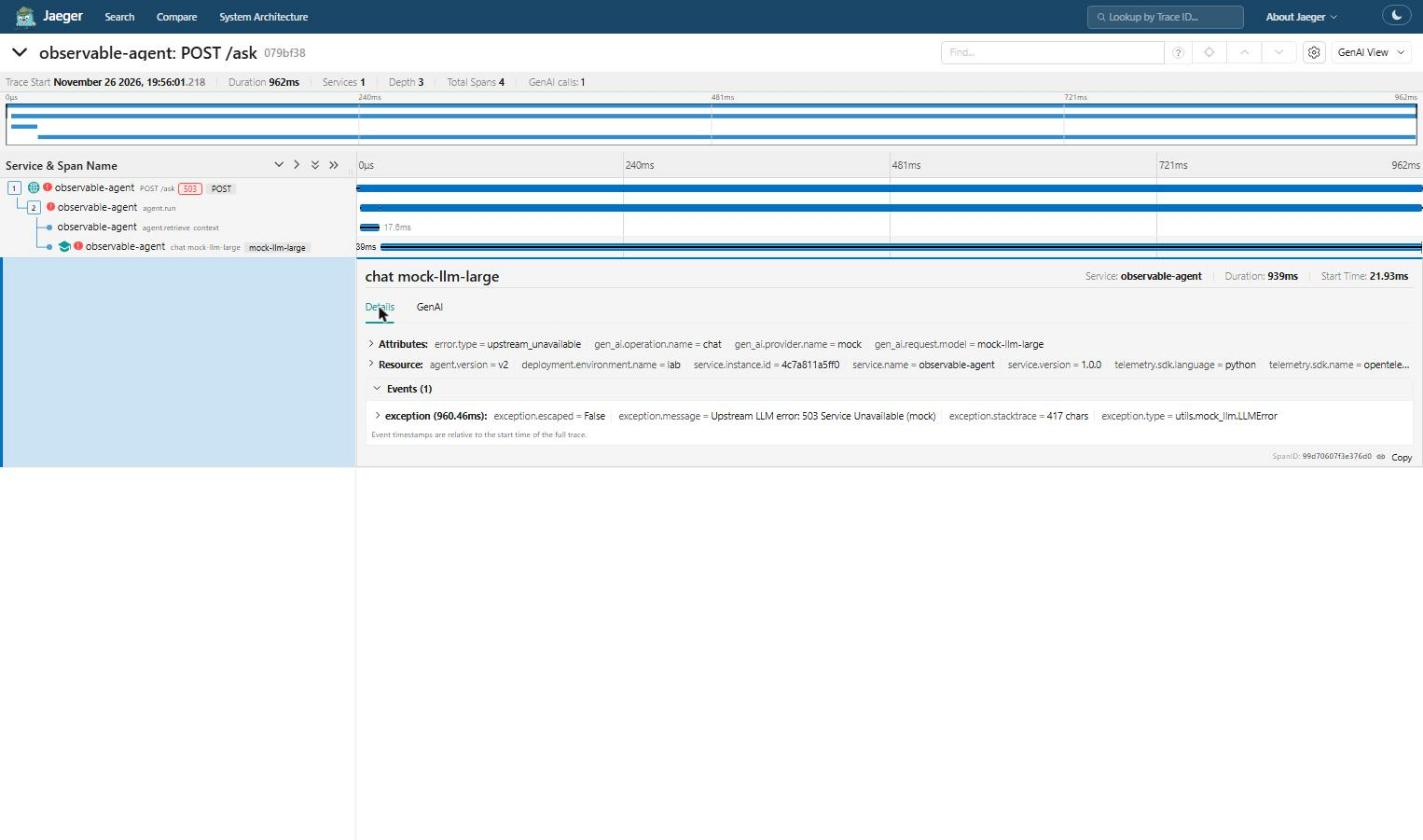 Jaeger Search Compare System Architecture Lookup by Trace ID... About Jaeger
observable-agent: POST /ask 079bf38 Find... ? GenAI View
Trace Start November 26 2026, 19:56:01.218 Duration 962ms Services 1 Depth 3 Total Spans 4 GenAI calls: 1
0μs 240ms 481ms 721ms 962ms
Service & Span Name 0μs 240ms 481ms 721ms 962ms
1 observable-agent POST /ask 503 POST
2 observable-agent agent.run
observable-agent agent.retrieve context 17.6ms
observable-agent chat mock-llm-large mock-llm-large 39ms
chat mock-llm-large Service: observable-agent Duration: 939ms Start Time: 21.93ms
Details GenAI
Attributes: error.type = upstream_unavailable gen_ai.operation.name = chat gen_ai.provider.name = mock gen_ai.request.model = mock-llm-large
Resource: agent.version = v2 deployment.environment.name = lab service.instance.id = 4c7a811a5ff0 service.name = observable-agent service.version = 1.0.0 telemetry.sdk.language = python telemetry.sdk.name = opentele...
Events (1)
exception (960.46ms): exception.escaped = False exception.message = Upstream LLM error: 503 Service Unavailable (mock) exception.stacktrace = 417 chars exception.type = utils.mock_llm.LLMError
Event timestamps are relative to the start time of the full trace.
SpanID: 99d70607f3e376d0 Copy